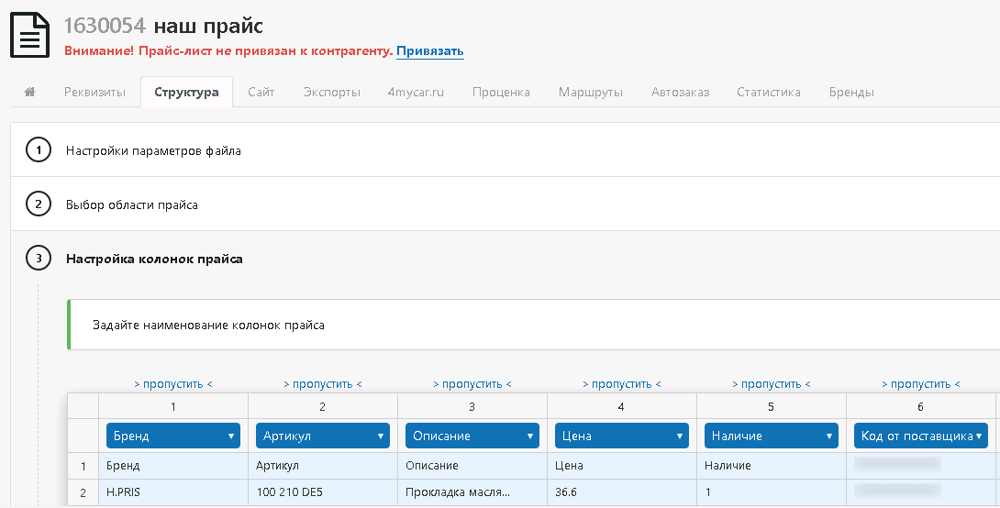 1630054 наш прайс
Внимание! Прайс-лист не привязан к контрагенту. Привязать
Реквизиты Структура Сайт Экспорты 4mycar.ru Проценка Маршруты Автозаказ Статистика Бренды
1 Настройки параметров файла
2 Выбор области прайса
3 Настройка колонок прайса
Задайте наименование колонок прайса
> пропустить < > пропустить < > пропустить < > пропустить < > пропустить < > пропустить <
1 2 3 4 5 6
Бренд Артикул Описание Цена Наличие Код от поставщика
1 Бренд Артикул Описание Цена Наличие
2 H.PRIS 100 210 DE5 Прокладка масля... 36.6 1